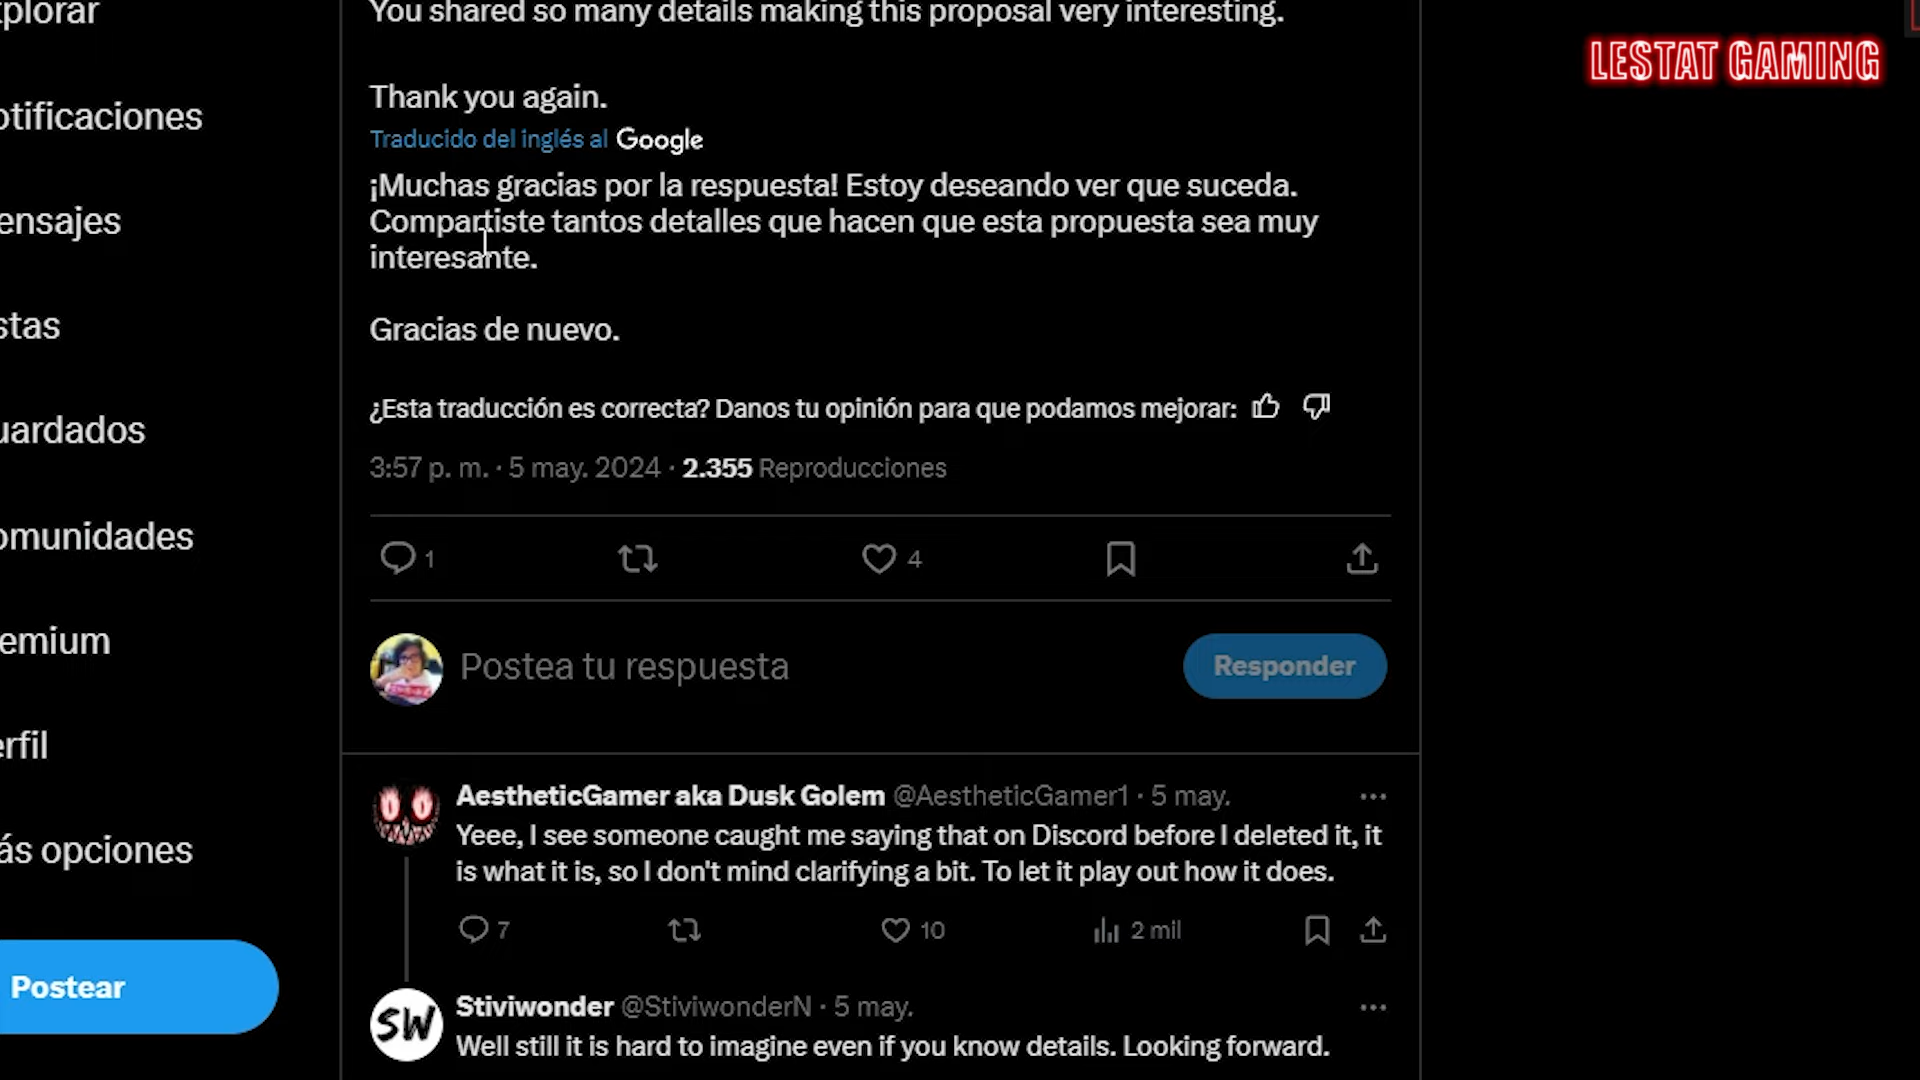 plorar
otificaciones
ensajes
stas
uardados
omunidades
emium
erfil
ás opciones
Postear
You shared so many details making this proposal very interesting.
Thank you again.
Traducido del inglés al Google
¡Muchas gracias por la respuesta! Estoy deseando ver que suceda.
Compartiste tantos detalles que hacen que esta propuesta sea muy
interesante.
Gracias de nuevo.
¿Esta traducción es correcta? Danos tu opinión para que podamos mejorar:
3:57 p. m. · 5 may. 2024 · 2.355 Reproducciones
1 4
Postea tu respuesta
Responder
AestheticGamer aka Dusk Golem @AestheticGamer1 · 5 may.
Yeee, I see someone caught me saying that on Discord before I deleted it, it
is what it is, so I don't mind clarifying a bit. To let it play out how it does.
7 10 2 mil
SW
Stiviwonder @StiviwonderN · 5 may.
Well still it is hard to imagine even if you know details. Looking forward.
LESTAT GAMING